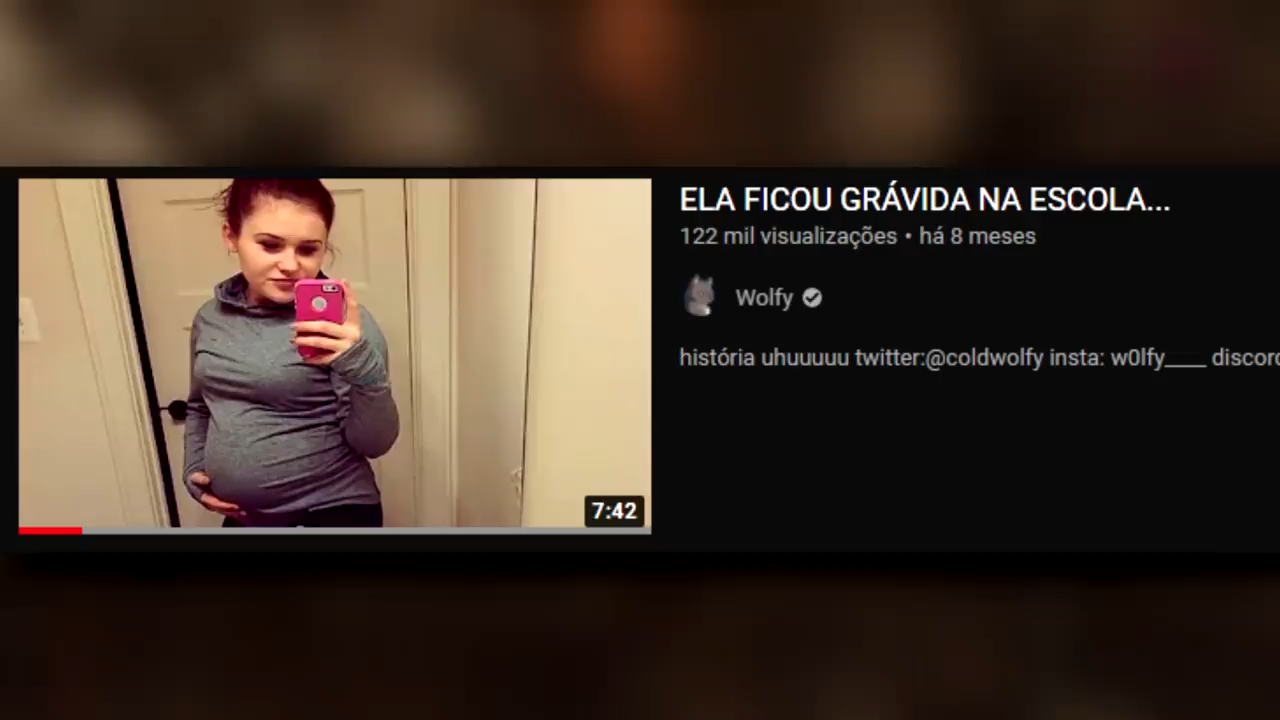 ELA FICOU GRÁVIDA NA ESCOLA...
122 mil visualizações • há 8 meses
Wolfy
história uhuuuuu twitter:@coldwolfy insta: w0lfy____ discord
7:42